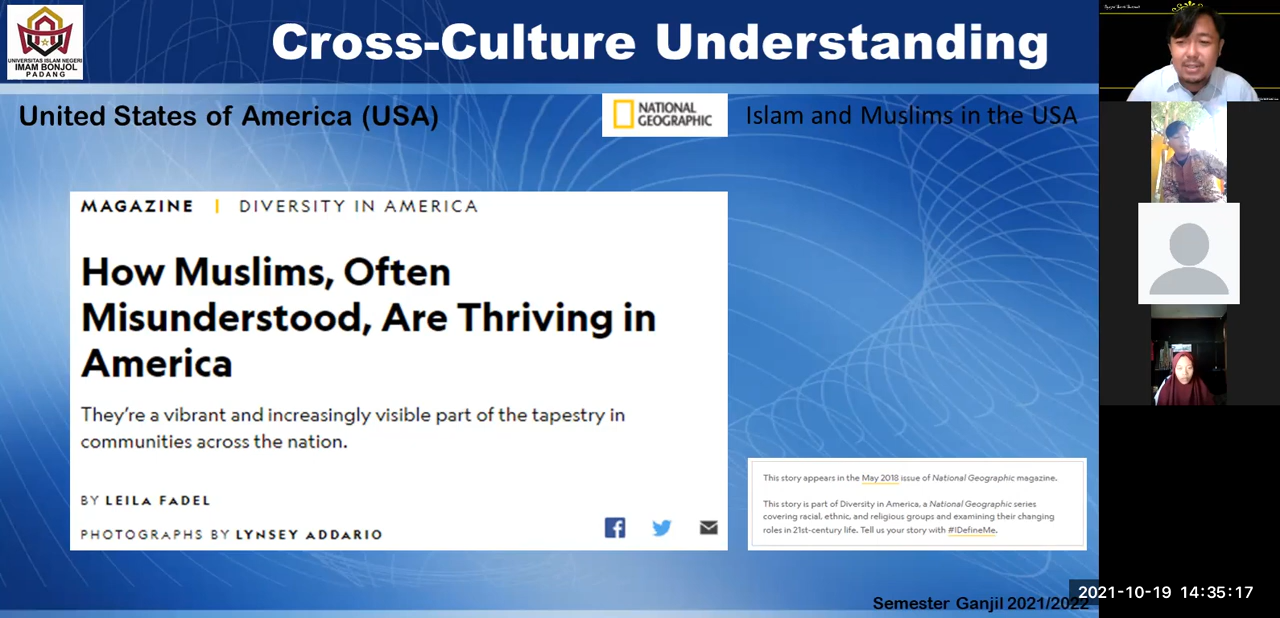 UNIVERSITAS ISLAM NEGERI
IMAM BONJOL
PADANG
Cross-Culture Understanding
United States of America (USA)
NATIONAL
GEOGRAPHIC
Islam and Muslims in the USA
MAGAZINE | DIVERSITY IN AMERICA
How Muslims, Often
Misunderstood, Are Thriving in
America
They're a vibrant and increasingly visible part of the tapestry in
communities across the nation.
BY LEILA FADEL
PHOTOGRAPHS BY LYNSEY ADDARIO
This story appears in the May 2018 issue of National Geographic magazine.
This story is part of Diversity in America, a National Geographic series
covering racial, ethnic, and religious groups and examining their changing
roles in 21st-century life. Tell us your story with #IDefineMe.
Semester Ganjil 2021/2022
2021-10-19 14:35:17